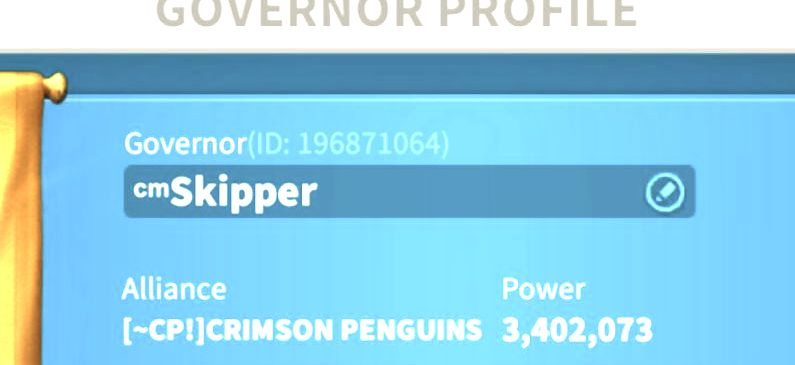 GOVERNOR PROFILE
Governor(ID: 196871064)
ᶜᵐSkipper
Alliance
Power
[~CP!]CRIMSON PENGUINS
3,402,073